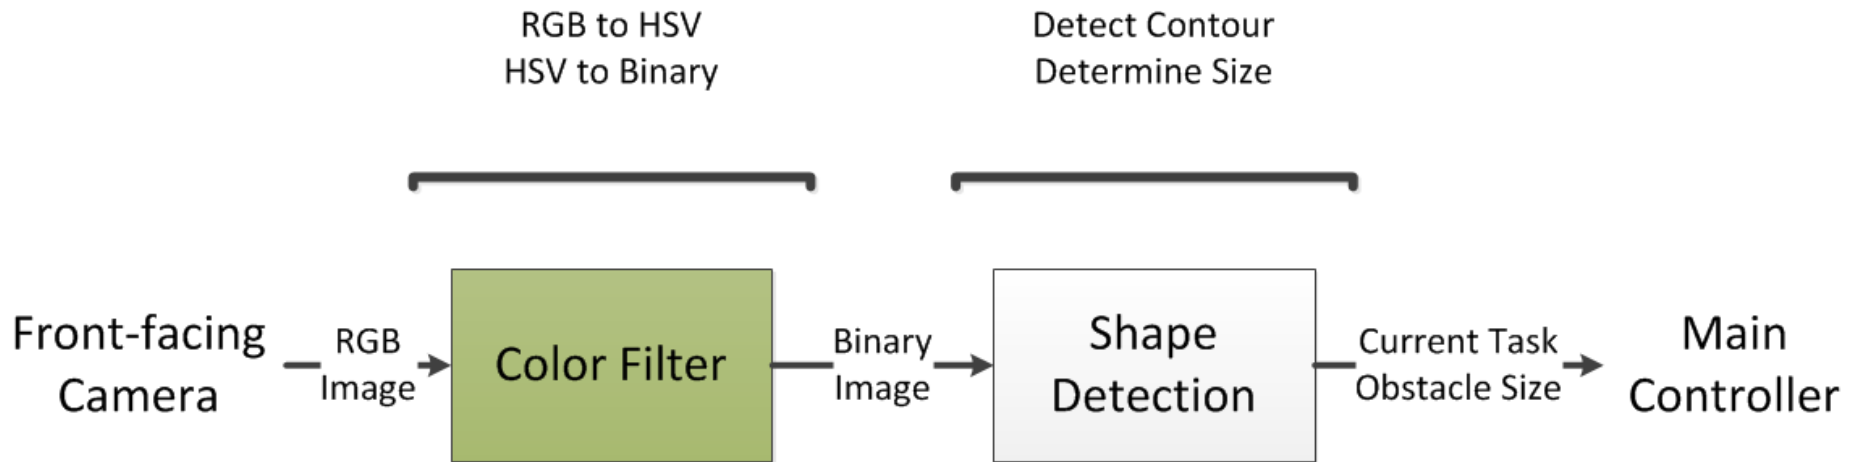 RGB to HSV
HSV to Binary
Detect Contour
Determine Size
Front-facing
Camera
RGB
Image
Color Filter
Binary
Image
Shape
Detection
Current Task
Obstacle Size
Main
Controller